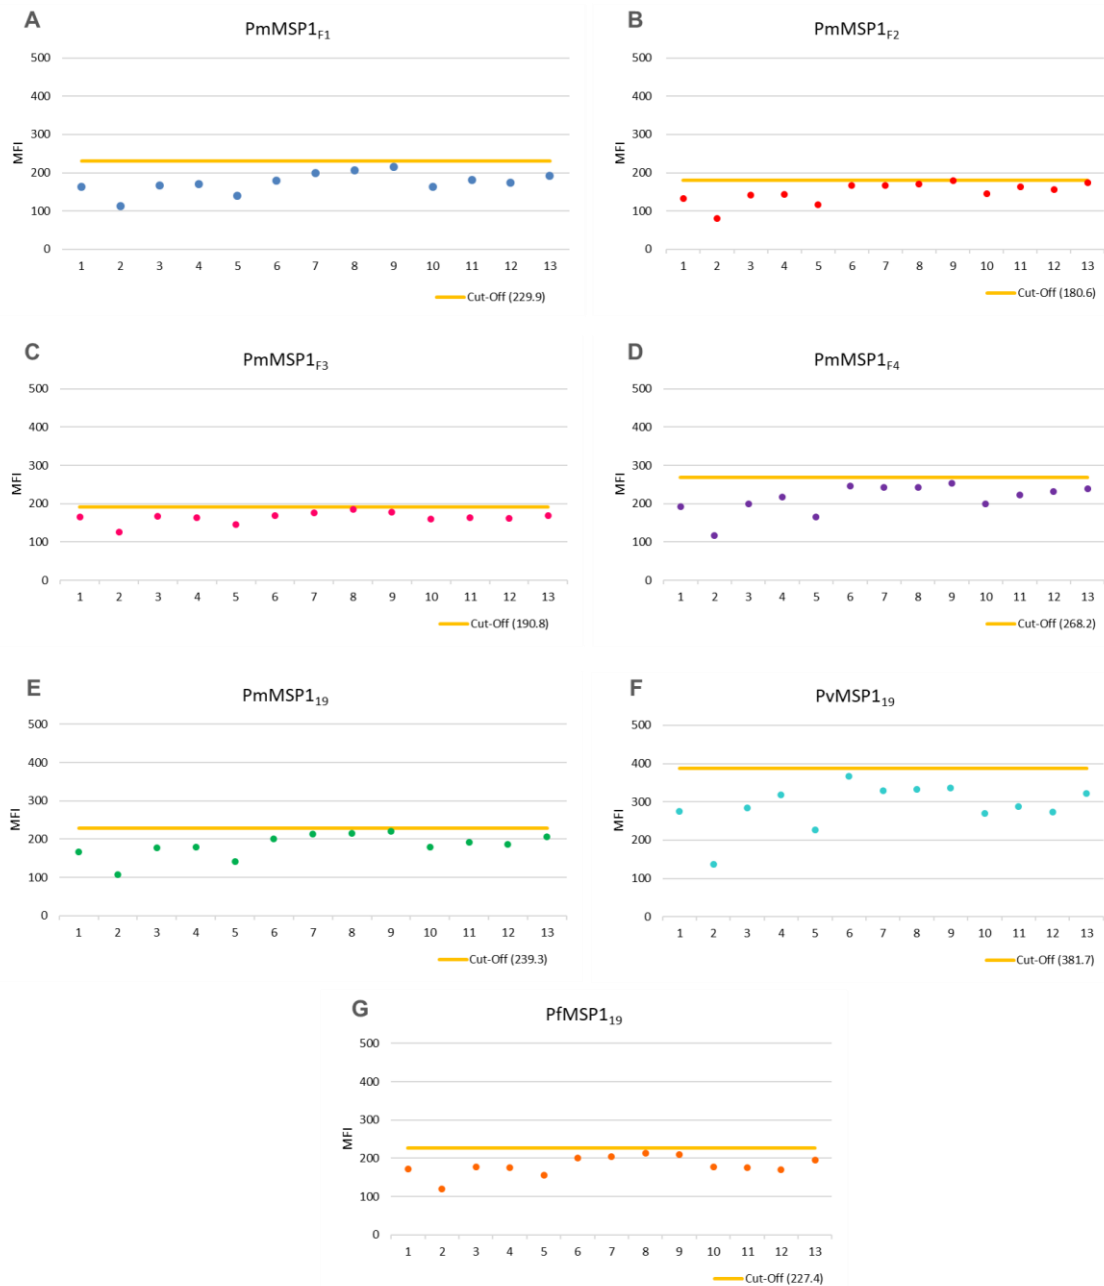 A
PmMSP1F1
500
400
300
200
100
0
MFI
1 2 3 4 5 6 7 8 9 10 11 12 13
Cut-Off (229.9)
B
PmMSP1F2
500
400
300
200
100
0
MFI
1 2 3 4 5 6 7 8 9 10 11 12 13
Cut-Off (180.6)
C
PmMSP1F3
500
400
300
200
100
0
MFI
1 2 3 4 5 6 7 8 9 10 11 12 13
Cut-Off (190.8)
D
PmMSP1F4
500
400
300
200
100
0
MFI
1 2 3 4 5 6 7 8 9 10 11 12 13
Cut-Off (268.2)
E
PmMSP119
500
400
300
200
100
0
MFI
1 2 3 4 5 6 7 8 9 10 11 12 13
Cut-Off (239.3)
F
PvMSP119
500
400
300
200
100
0
MFI
1 2 3 4 5 6 7 8 9 10 11 12 13
Cut-Off (381.7)
G
PfMSP119
500
400
300
200
100
0
MFI
1 2 3 4 5 6 7 8 9 10 11 12 13
Cut-Off (227.4)